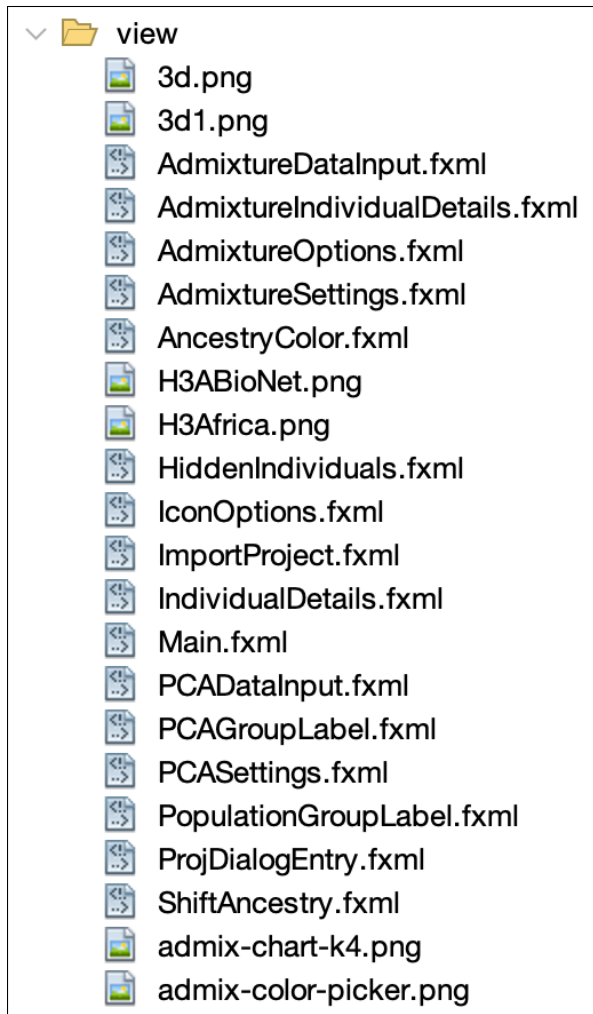 view
3d.png
3d1.png
AdmixtureDataInput.fxml
AdmixtureIndividualDetails.fxml
AdmixtureOptions.fxml
AdmixtureSettings.fxml
AncestryColor.fxml
H3ABioNet.png
H3Africa.png
HiddenIndividuals.fxml
IconOptions.fxml
ImportProject.fxml
IndividualDetails.fxml
Main.fxml
PCADataInput.fxml
PCAGroupLabel.fxml
PCASettings.fxml
PopulationGroupLabel.fxml
ProjDialogEntry.fxml
ShiftAncestry.fxml
admix-chart-k4.png
admix-color-picker.png